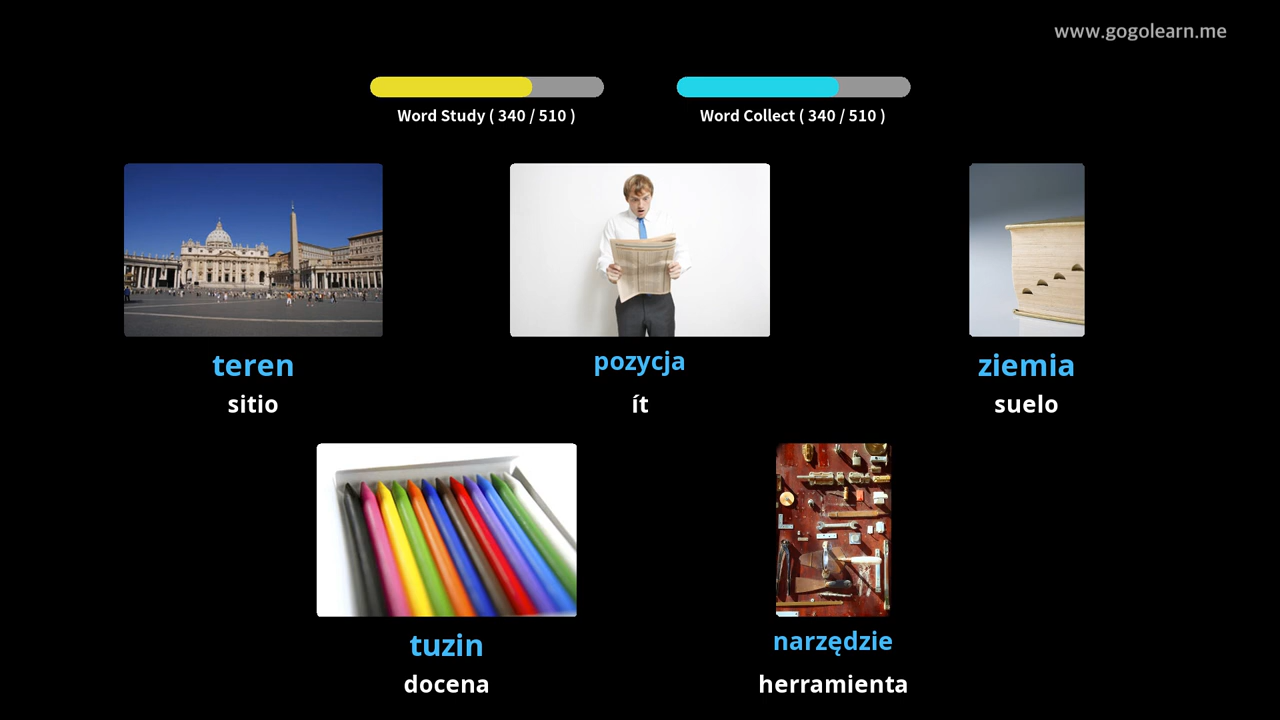 www.gogolearn.me
Word Study ( 340 / 510 )
Word Collect ( 340 / 510 )
teren
pozycja
ziemia
sitio
ít
suelo
tuzin
narzędzie
docena
herramienta